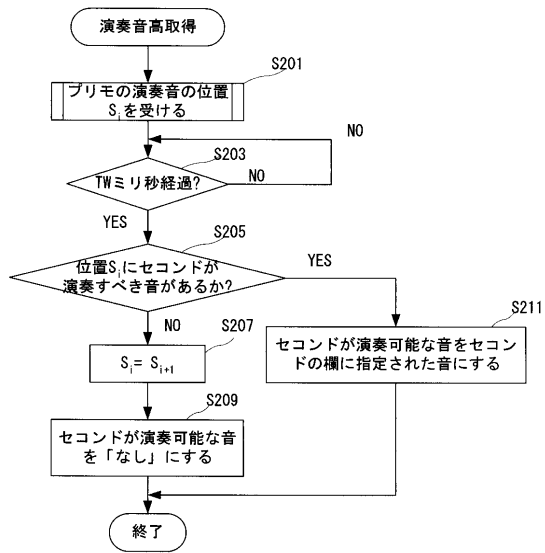 演奏音高取得
S201
プリモの演奏音の位置
Siを受ける
NO
S203
TWミリ秒経過?
NO
YES
S205
位置Siにセコンドが
演奏すべき音があるか?
YES
NO
S207
Si= Si+1
S211
セコンドが演奏可能な音をセコン
ドの欄に指定された音にする
S209
セコンドが演奏可能な音
を「なし」にする
終了